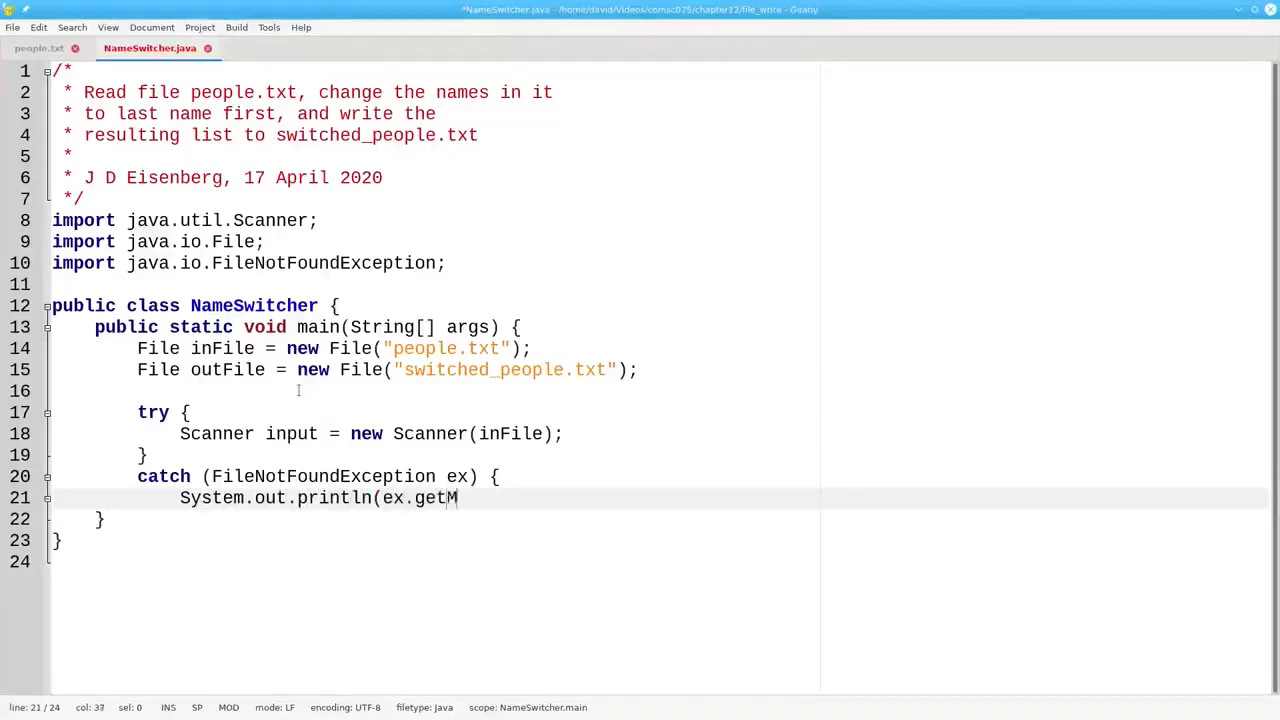 *NameSwitcher.java - /home/david/Videos/comsc075/chapter12/file_write - Geany
File Edit Search View Document Project Build Tools Help
people.txt NameSwitcher.java
1 /*
2  * Read file people.txt, change the names in it
3  * to last name first, and write the
4  * resulting list to switched_people.txt
5  *
6  * J D Eisenberg, 17 April 2020
7  */
8 import java.util.Scanner;
9 import java.io.File;
10 import java.io.FileNotFoundException;
11
12 public class NameSwitcher {
13     public static void main(String[] args) {
14         File inFile = new File("people.txt");
15         File outFile = new File("switched_people.txt");
16
17         try {
18             Scanner input = new Scanner(inFile);
19         }
20         catch (FileNotFoundException ex) {
21             System.out.println(ex.getM
22     }
23 }
24
line: 21 / 24 col: 37 sel: 0 INS SP MOD mode: LF encoding: UTF-8 filetype: Java scope: NameSwitcher.main